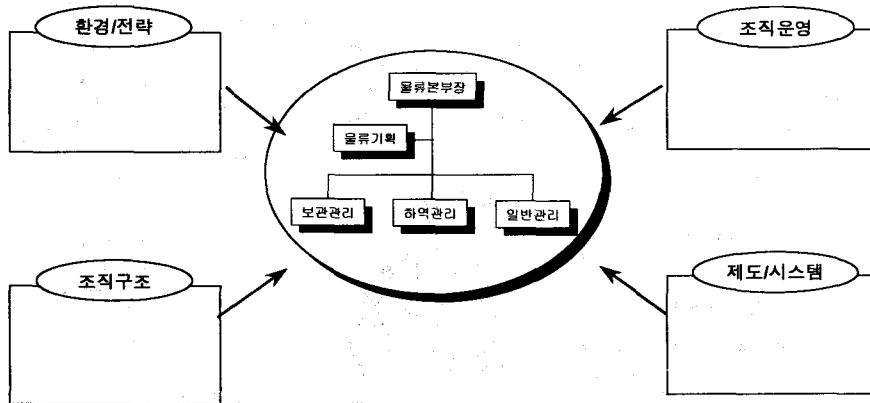 환경/전략
조직운영
물류본부장
물류기획
보관관리
하역관리
일반관리
조직구조
제도/시스템